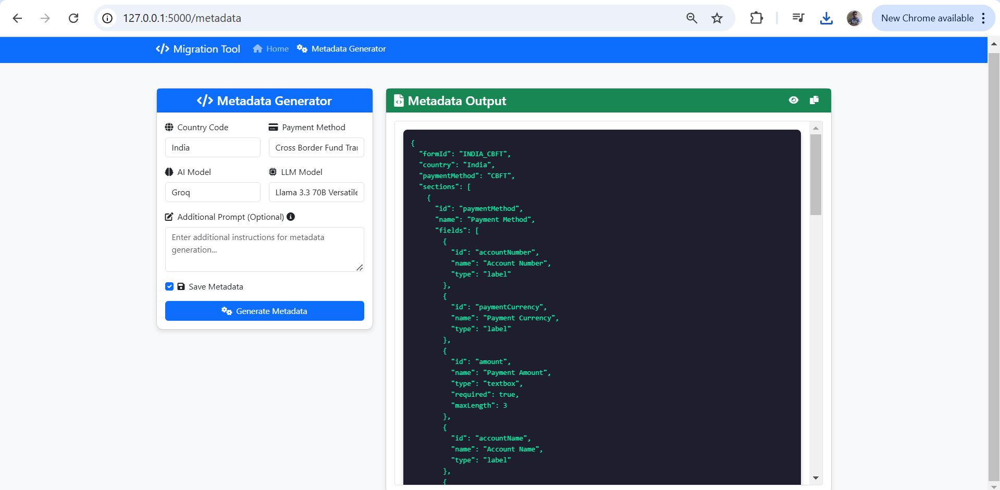 127.0.0.1:5000/metadata
New Chrome available
Migration Tool Home Metadata Generator
Metadata Generator
Country Code Payment Method
India Cross Border Fund Tra
AI Model LLM Model
Groq Llama 3.3 70B Versatile
Additional Prompt (Optional)
Enter additional instructions for metadata
generation...
Save Metadata
Generate Metadata
Metadata Output
{
"formId": "INDIA_CBFT",
"country": "India",
"paymentMethod": "CBFT",
"sections": [
{
"id": "paymentMethod",
"name": "Payment Method",
"fields": [
{
"id": "accountNumber",
"name": "Account Number",
"type": "label"
},
{
"id": "paymentCurrency",
"name": "Payment Currency",
"type": "label"
},
{
"id": "amount",
"name": "Payment Amount",
"type": "textbox",
"required": true,
"maxLength": 3
},
{
"id": "accountName",
"name": "Account Name",
"type": "label"
},
{